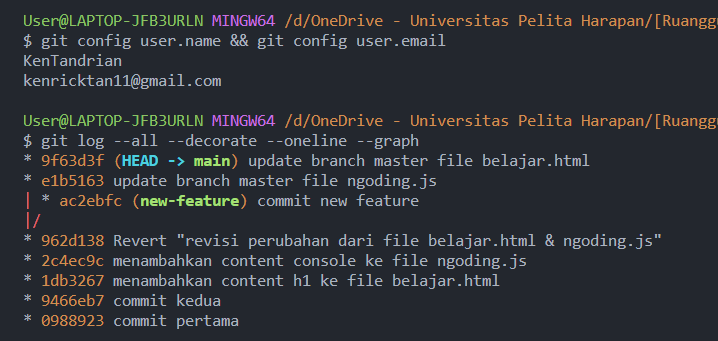 User@LAPTOP-JFB3URLN MINGW64 /d/OneDrive - Universitas Pelita Harapan/[Ruangg
$ git config user.name && git config user.email
KenTandrian
kenricktan11@gmail.com
User@LAPTOP-JFB3URLN MINGW64 /d/OneDrive - Universitas Pelita Harapan/[Ruangg
$ git log --all --decorate --oneline --graph
* 9f63d3f (HEAD -> main) update branch master file belajar.html
* e1b5163 update branch master file ngoding.js
| * ac2ebfc (new-feature) commit new feature
|/
* 962d138 Revert "revisi perubahan dari file belajar.html & ngoding.js"
* 2c4ec9c menambahkan content console ke file ngoding.js
* 1db3267 menambahkan content h1 ke file belajar.html
* 9466eb7 commit kedua
* 0988923 commit pertama